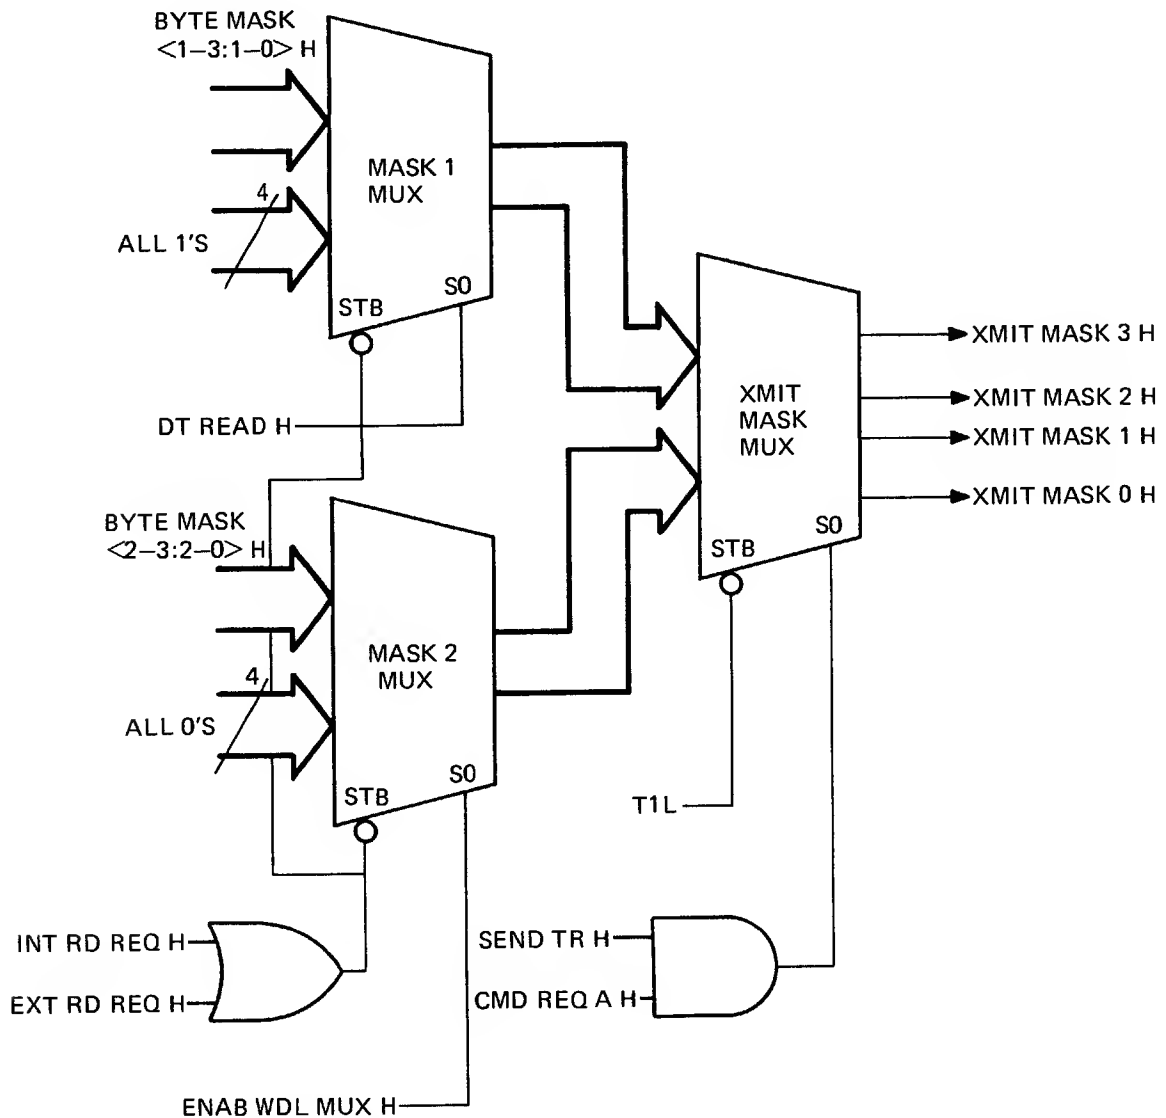 BYTE MASK
<1–3:1–0> H
4
ALL 1'S
MASK 1
MUX
STB
S0
DT READ H
BYTE MASK
<2–3:2–0> H
4
ALL 0'S
MASK 2
MUX
STB
S0
XMIT
MASK
MUX
STB
S0
XMIT MASK 3 H
XMIT MASK 2 H
XMIT MASK 1 H
XMIT MASK 0 H
T1L
INT RD REQ H
EXT RD REQ H
SEND TR H
CMD REQ A H
ENAB WDL MUX H